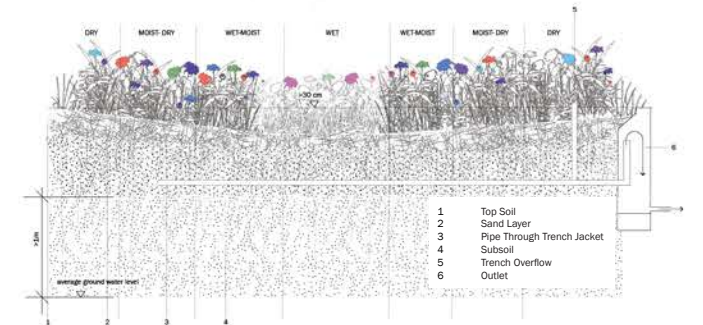 5
DRY MOIST- DRY WET-MOIST WET WET-MOIST MOIST- DRY DRY
>30 cm
6
1 Top Soil
2 Sand Layer
3 Pipe Through Trench Jacket
4 Subsoil
5 Trench Overflow
6 Outlet
>1m
average ground water level
1 2 3 4